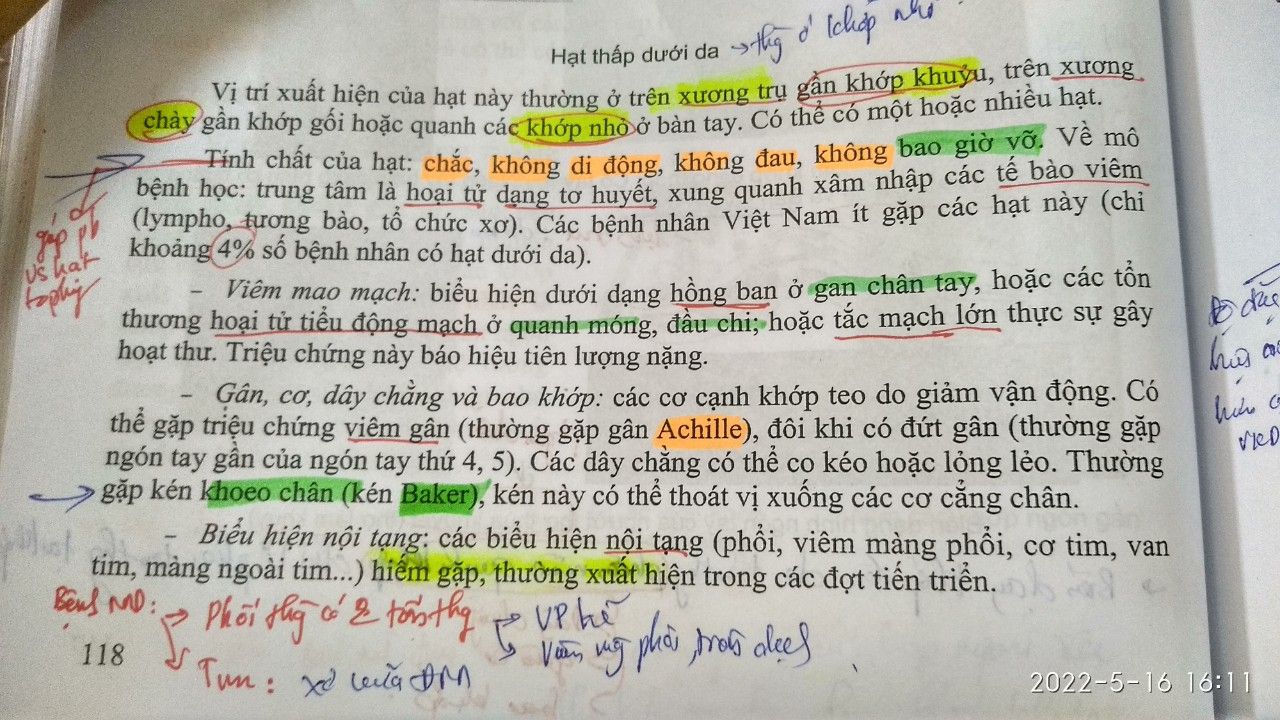 Hạt thấp dưới da → thg ở khớp nhỏ
Vị trí xuất hiện của hạt này thường ở trên xương trụ gần khớp khuỷu, trên xương
chày gần khớp gối hoặc quanh các khớp nhỏ ở bàn tay. Có thể có một hoặc nhiều hạt.
Tính chất của hạt: chắc, không di động, không đau, không bao giờ vỡ. Về mô
bệnh học: trung tâm là hoại tử dạng tơ huyết, xung quanh xâm nhập các tế bào viêm
(lympho, tương bào, tổ chức xơ). Các bệnh nhân Việt Nam ít gặp các hạt này (chỉ
khoảng 4% số bệnh nhân có hạt dưới da).
vs hạt
tophy
– Viêm mao mạch: biểu hiện dưới dạng hồng ban ở gan chân tay, hoặc các tổn
thương hoại tử tiểu động mạch ở quanh móng, đầu chi; hoặc tắc mạch lớn thực sự gây
hoạt thư. Triệu chứng này báo hiệu tiên lượng nặng.
– Gân, cơ, dây chằng và bao khớp: các cơ cạnh khớp teo do giảm vận động. Có
thể gặp triệu chứng viêm gân (thường gặp gân Achille), đôi khi có đứt gân (thường gặp
ngón tay gần của ngón tay thứ 4, 5). Các dây chằng có thể co kéo hoặc lỏng lẻo. Thường
gặp kén khoeo chân (kén Baker), kén này có thể thoát vị xuống các cơ cẳng chân.
– Biểu hiện nội tạng: các biểu hiện nội tạng (phổi, viêm màng phổi, cơ tim, van
tim, màng ngoài tim...) hiếm gặp, thường xuất hiện trong các đợt tiến triển.
Bệnh MD: → Phổi thg có 2 tổn thg → VP kẽ
→ Viêm mg phổi, tràn dịch
118
→ Tim: xơ vữa ĐM
2022-5-16 16:11